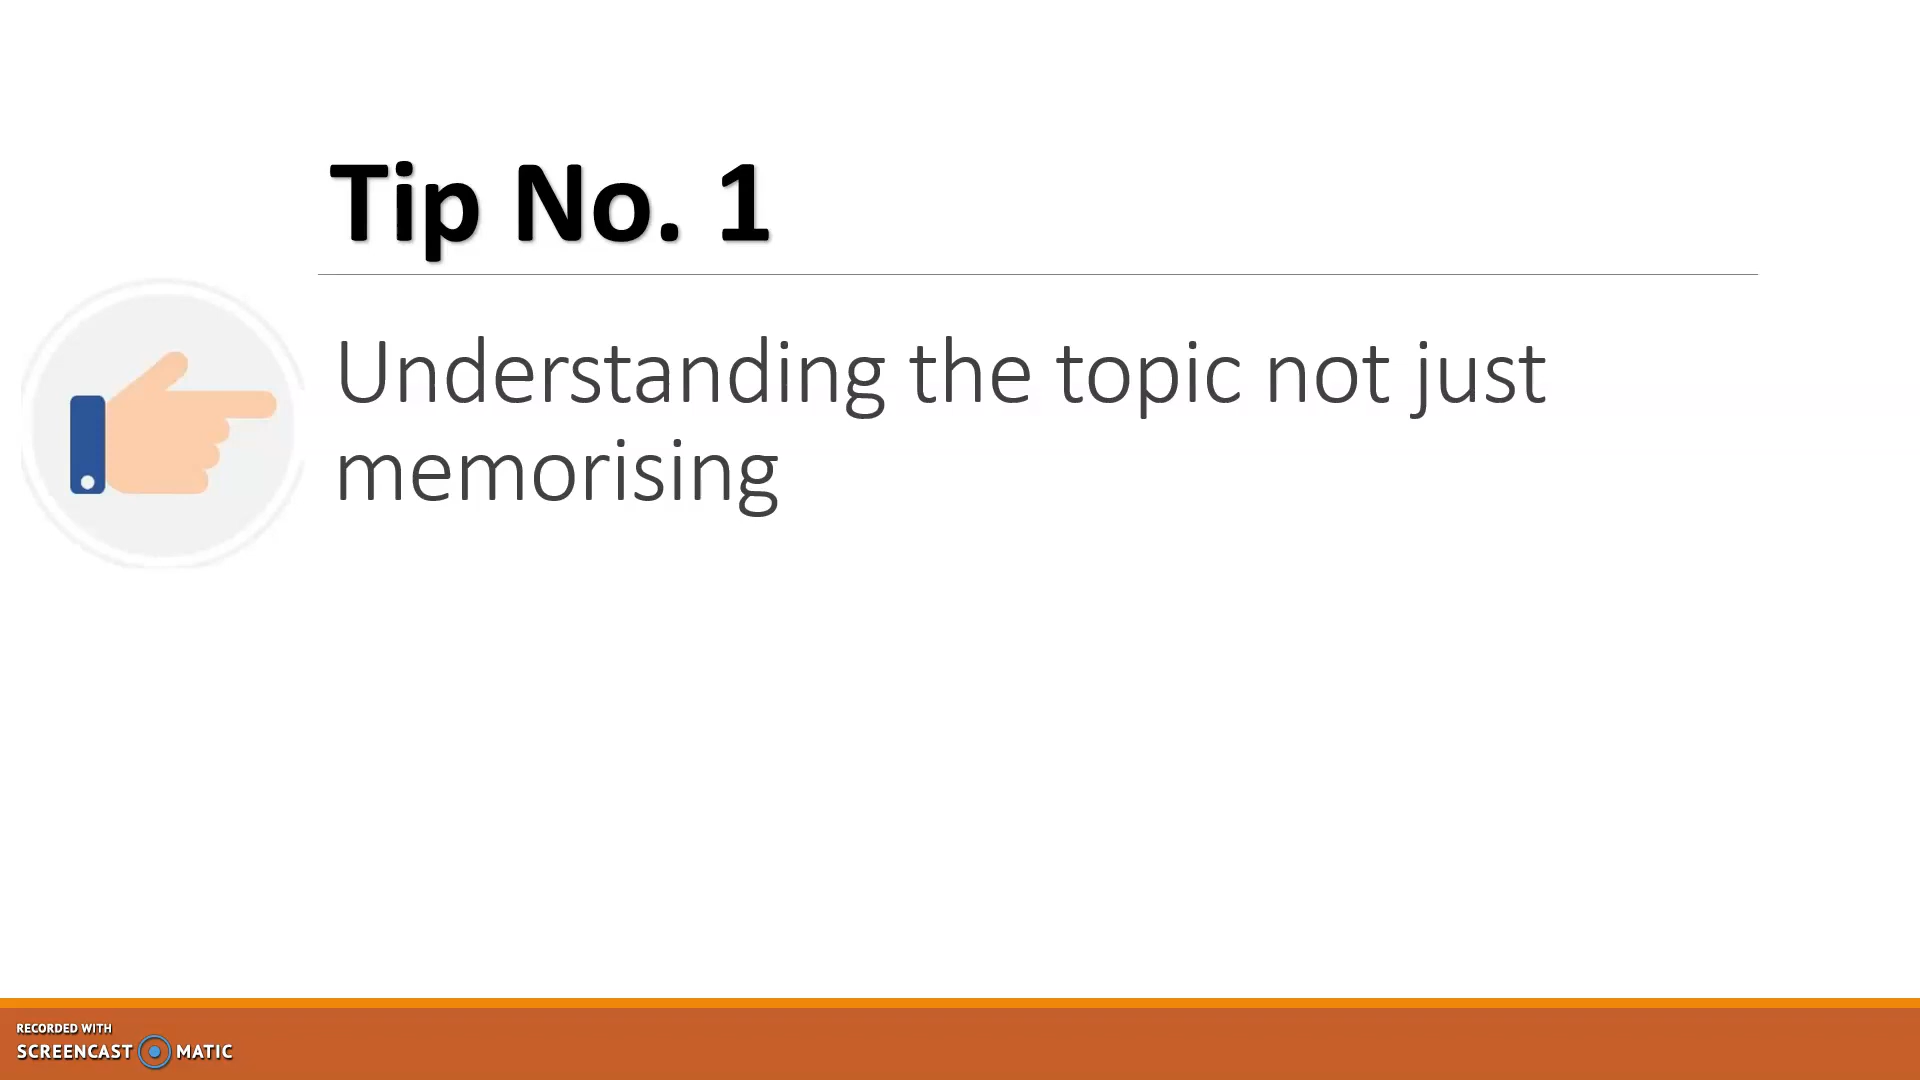 Tip No. 1
Understanding the topic not just
memorising
RECORDED WITH
SCREENCAST MATIC